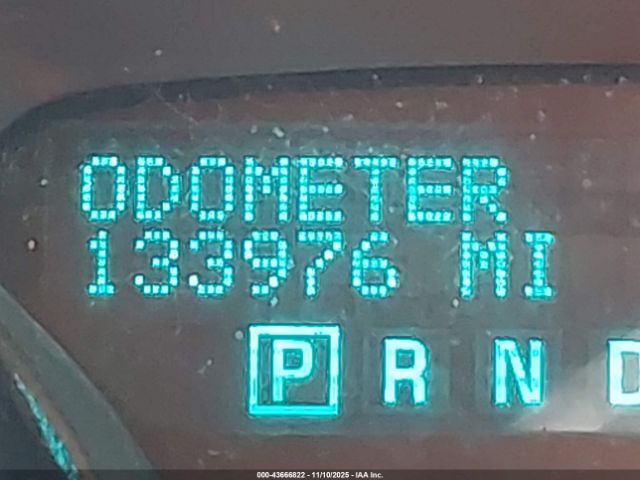 ODOMETER
133976 MI
P R N D
000-43666822 - 11/10/2025 - IAA Inc.